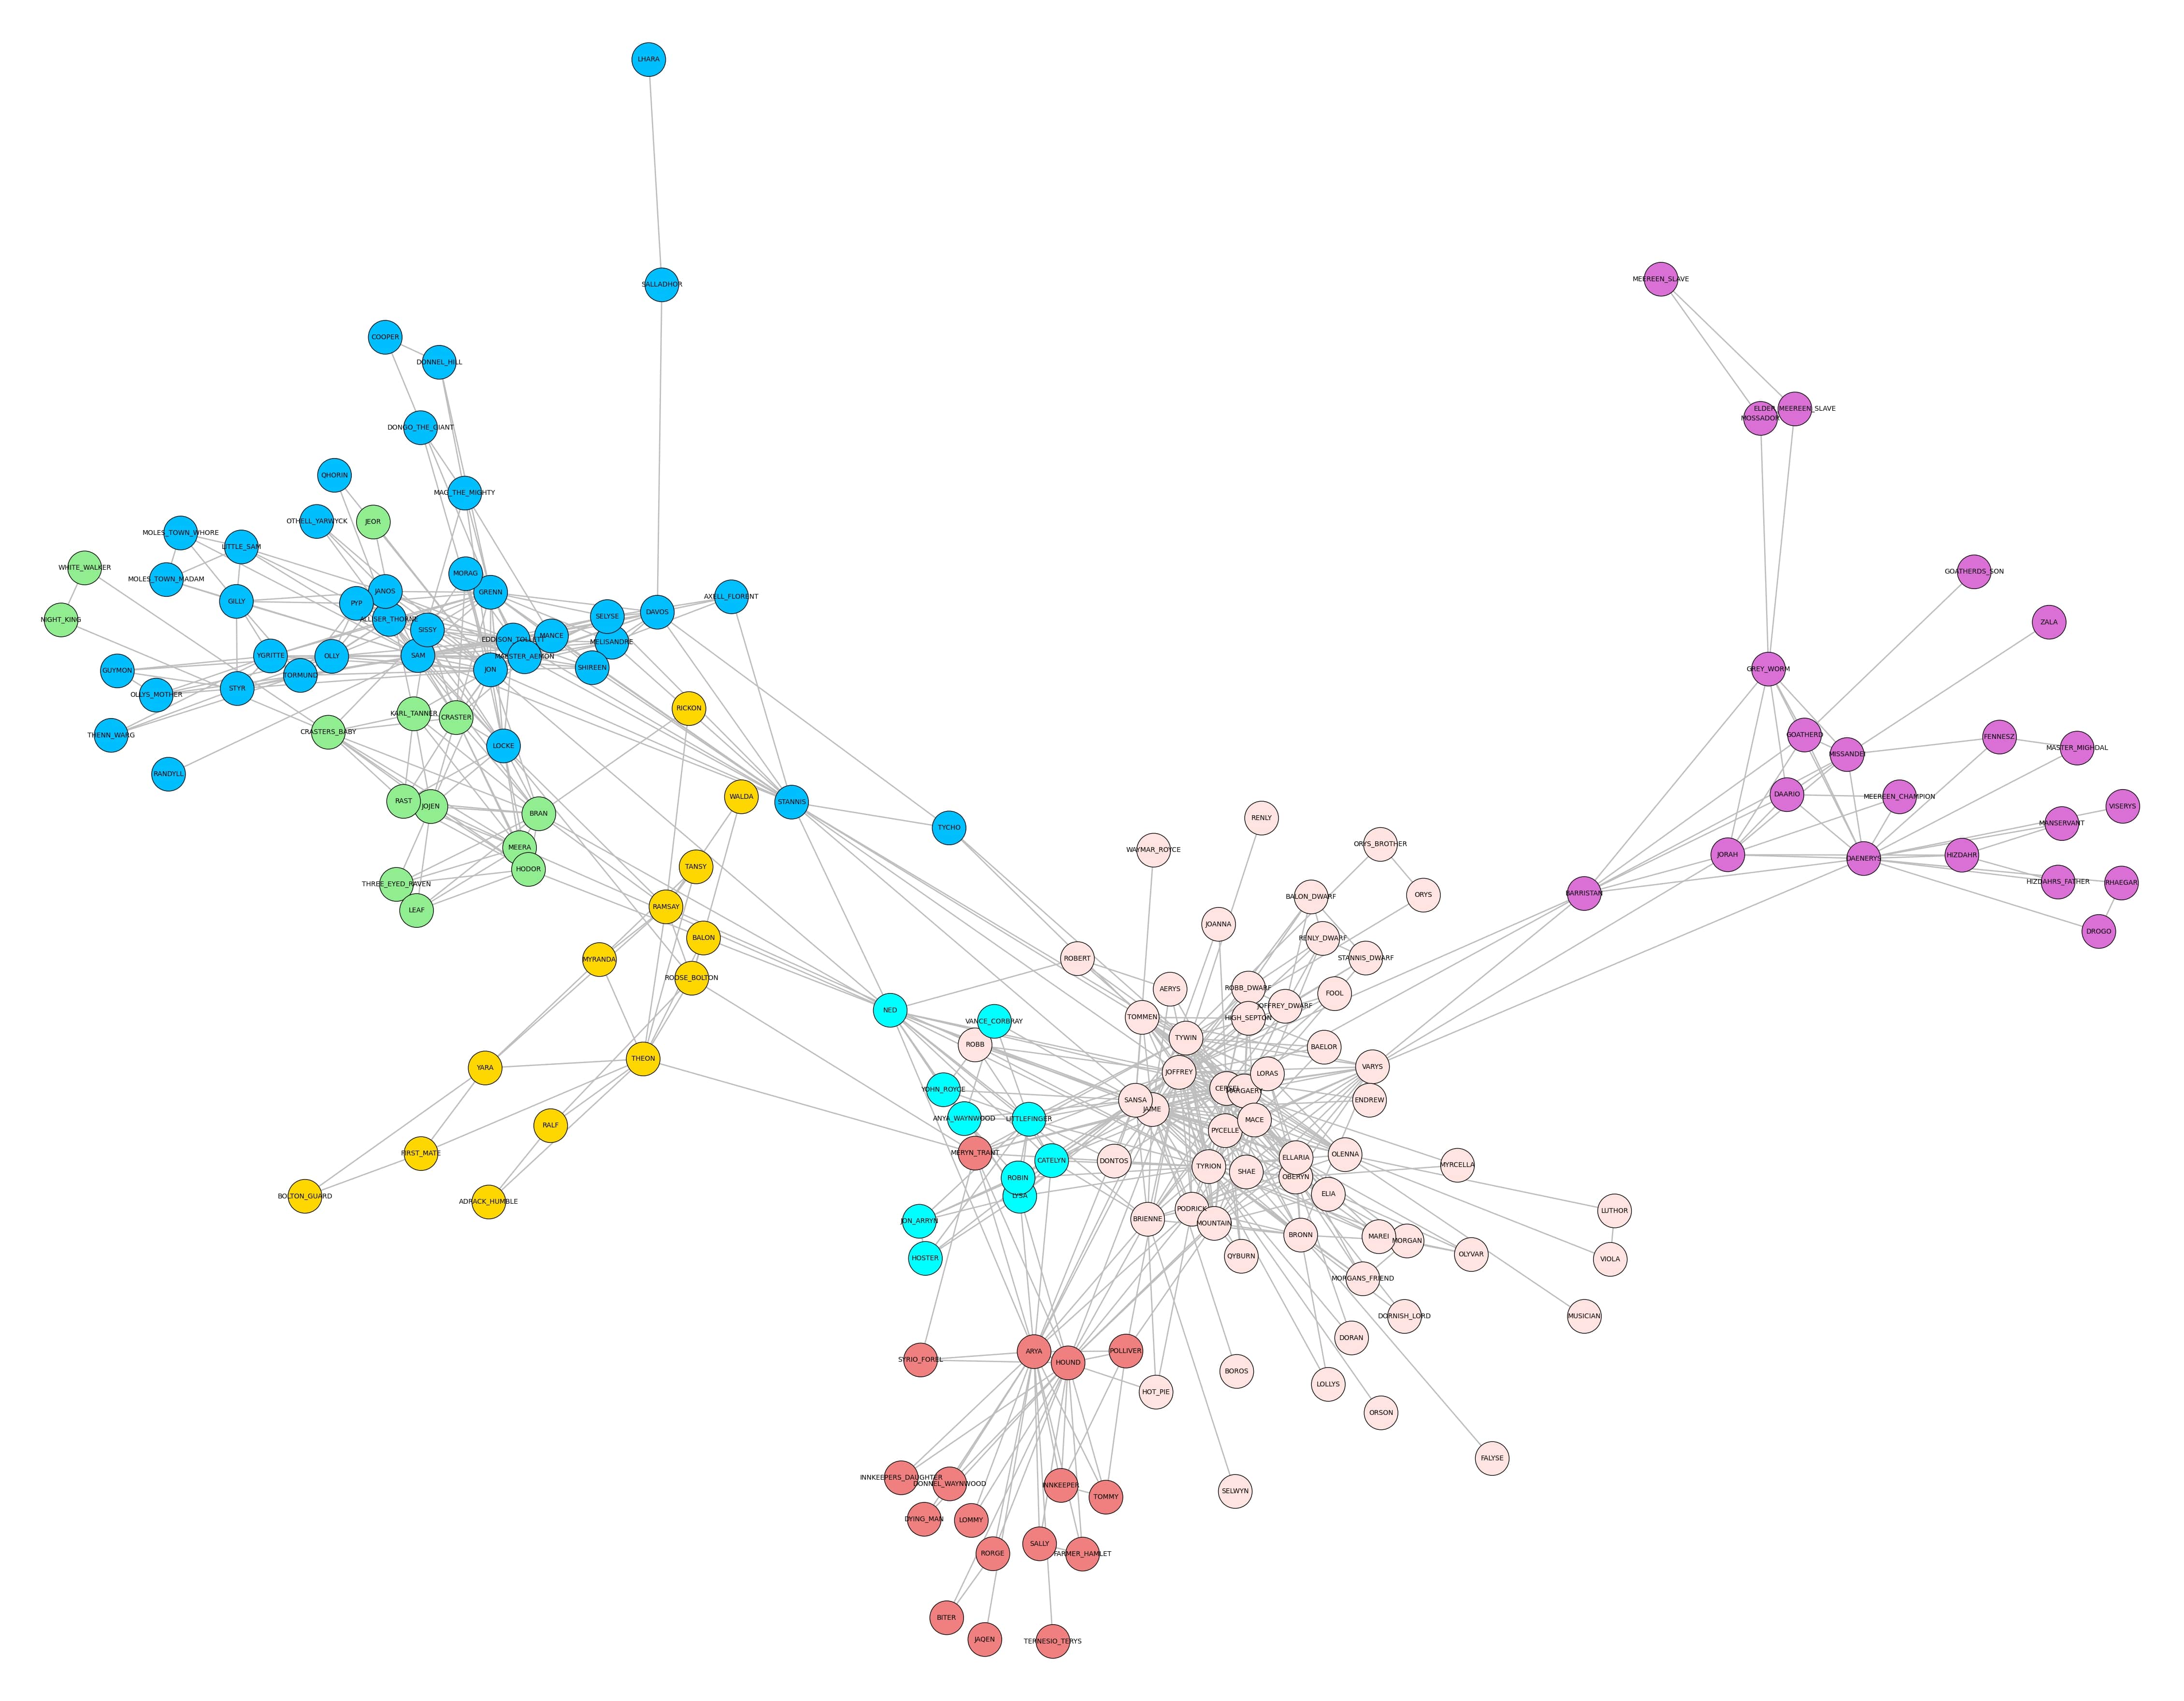 LHARA
MEEREEN_SLAVE
SALLADHOR
COOPER
DONNEL_HILL
ELDER_MEEREEN_SLAVE
MOSSADOR
DONGO_THE_GIANT
QHORIN
MAG_THE_MIGHTY
OTHELL_YARWYCK
JEOR
MOLES_TOWN_WHORE
LITTLE_SAM
WHITE_WALKER
MORAG
GOATHERDS_SON
MOLES_TOWN_MADAM
JANOS
GRENN
AXELL_FLORENT
GILLY
PYP
DAVOS
SELYSE
NIGHT_KING
ALLISER_THORNE
ZALA
SISSY
MANCE
EDDISON_TOLLETT
MELISANDRE
YGRITTE
OLLY
SAM
MAESTER_AEMON
SHIREEN
JON
GREY_WORM
GUYMON
TORMUND
STYR
OLLYS_MOTHER
RICKON
KARL_TANNER
CRASTER
CRASTERS_BABY
THENN_WARG
GOATHERD
FENNESZ
LOCKE
MASTER_MIGHDAL
MISSANDEI
RANDYLL
DAARIO
MEEREEN_CHAMPION
WALDA
RAST
STANNIS
JOJEN
VISERYS
BRAN
RENLY
MANSERVANT
TYCHO
ORYS_BROTHER
MEERA
WAYMAR_ROYCE
JORAH
HIZDAHR
DAENERYS
TANSY
HODOR
THREE_EYED_RAVEN
HIZDAHRS_FATHER
RHAEGAR
BARRISTAN
ORYS
BALON_DWARF
RAMSAY
LEAF
JOANNA
DROGO
BALON
RENLY_DWARF
MYRANDA
ROBERT
STANNIS_DWARF
ROOSE_BOLTON
AERYS
ROBB_DWARF
FOOL
JOFFREY_DWARF
NED
TOMMEN
HIGH_SEPTON
VANCE_CORBRAY
TYWIN
ROBB
BAELOR
THEON
YARA
VARYS
JOFFREY
LORAS
CERSEI
YOHN_ROYCE
MARGAERY
SANSA
ENDREW
JAIME
ANYA_WAYNWOOD
LITTLEFINGER
MACE
RALF
PYCELLE
FIRST_MATE
MERYN_TRANT
OLENNA
ELLARIA
CATELYN
DONTOS
MYRCELLA
TYRION
SHAE
OBERYN
ROBIN
BOLTON_GUARD
ELIA
LYSA
ADRACK_HUMBLE
PODRICK
LUTHOR
BRIENNE
JON_ARRYN
MOUNTAIN
BRONN
MAREI
MORGAN
OLYVAR
QYBURN
HOSTER
VIOLA
MORGANS_FRIEND
DORNISH_LORD
MUSICIAN
DORAN
ARYA
POLLIVER
SYRIO_FOREL
HOUND
BOROS
LOLLYS
HOT_PIE
ORSON
FALYSE
INNKEEPERS_DAUGHTER
DONNEL_WAYNWOOD
INNKEEPER
SELWYN
TOMMY
DYING_MAN
LOMMY
SALLY
RORGE
FARMER_HAMLET
BITER
JAQEN
TERNESIO_TERYS